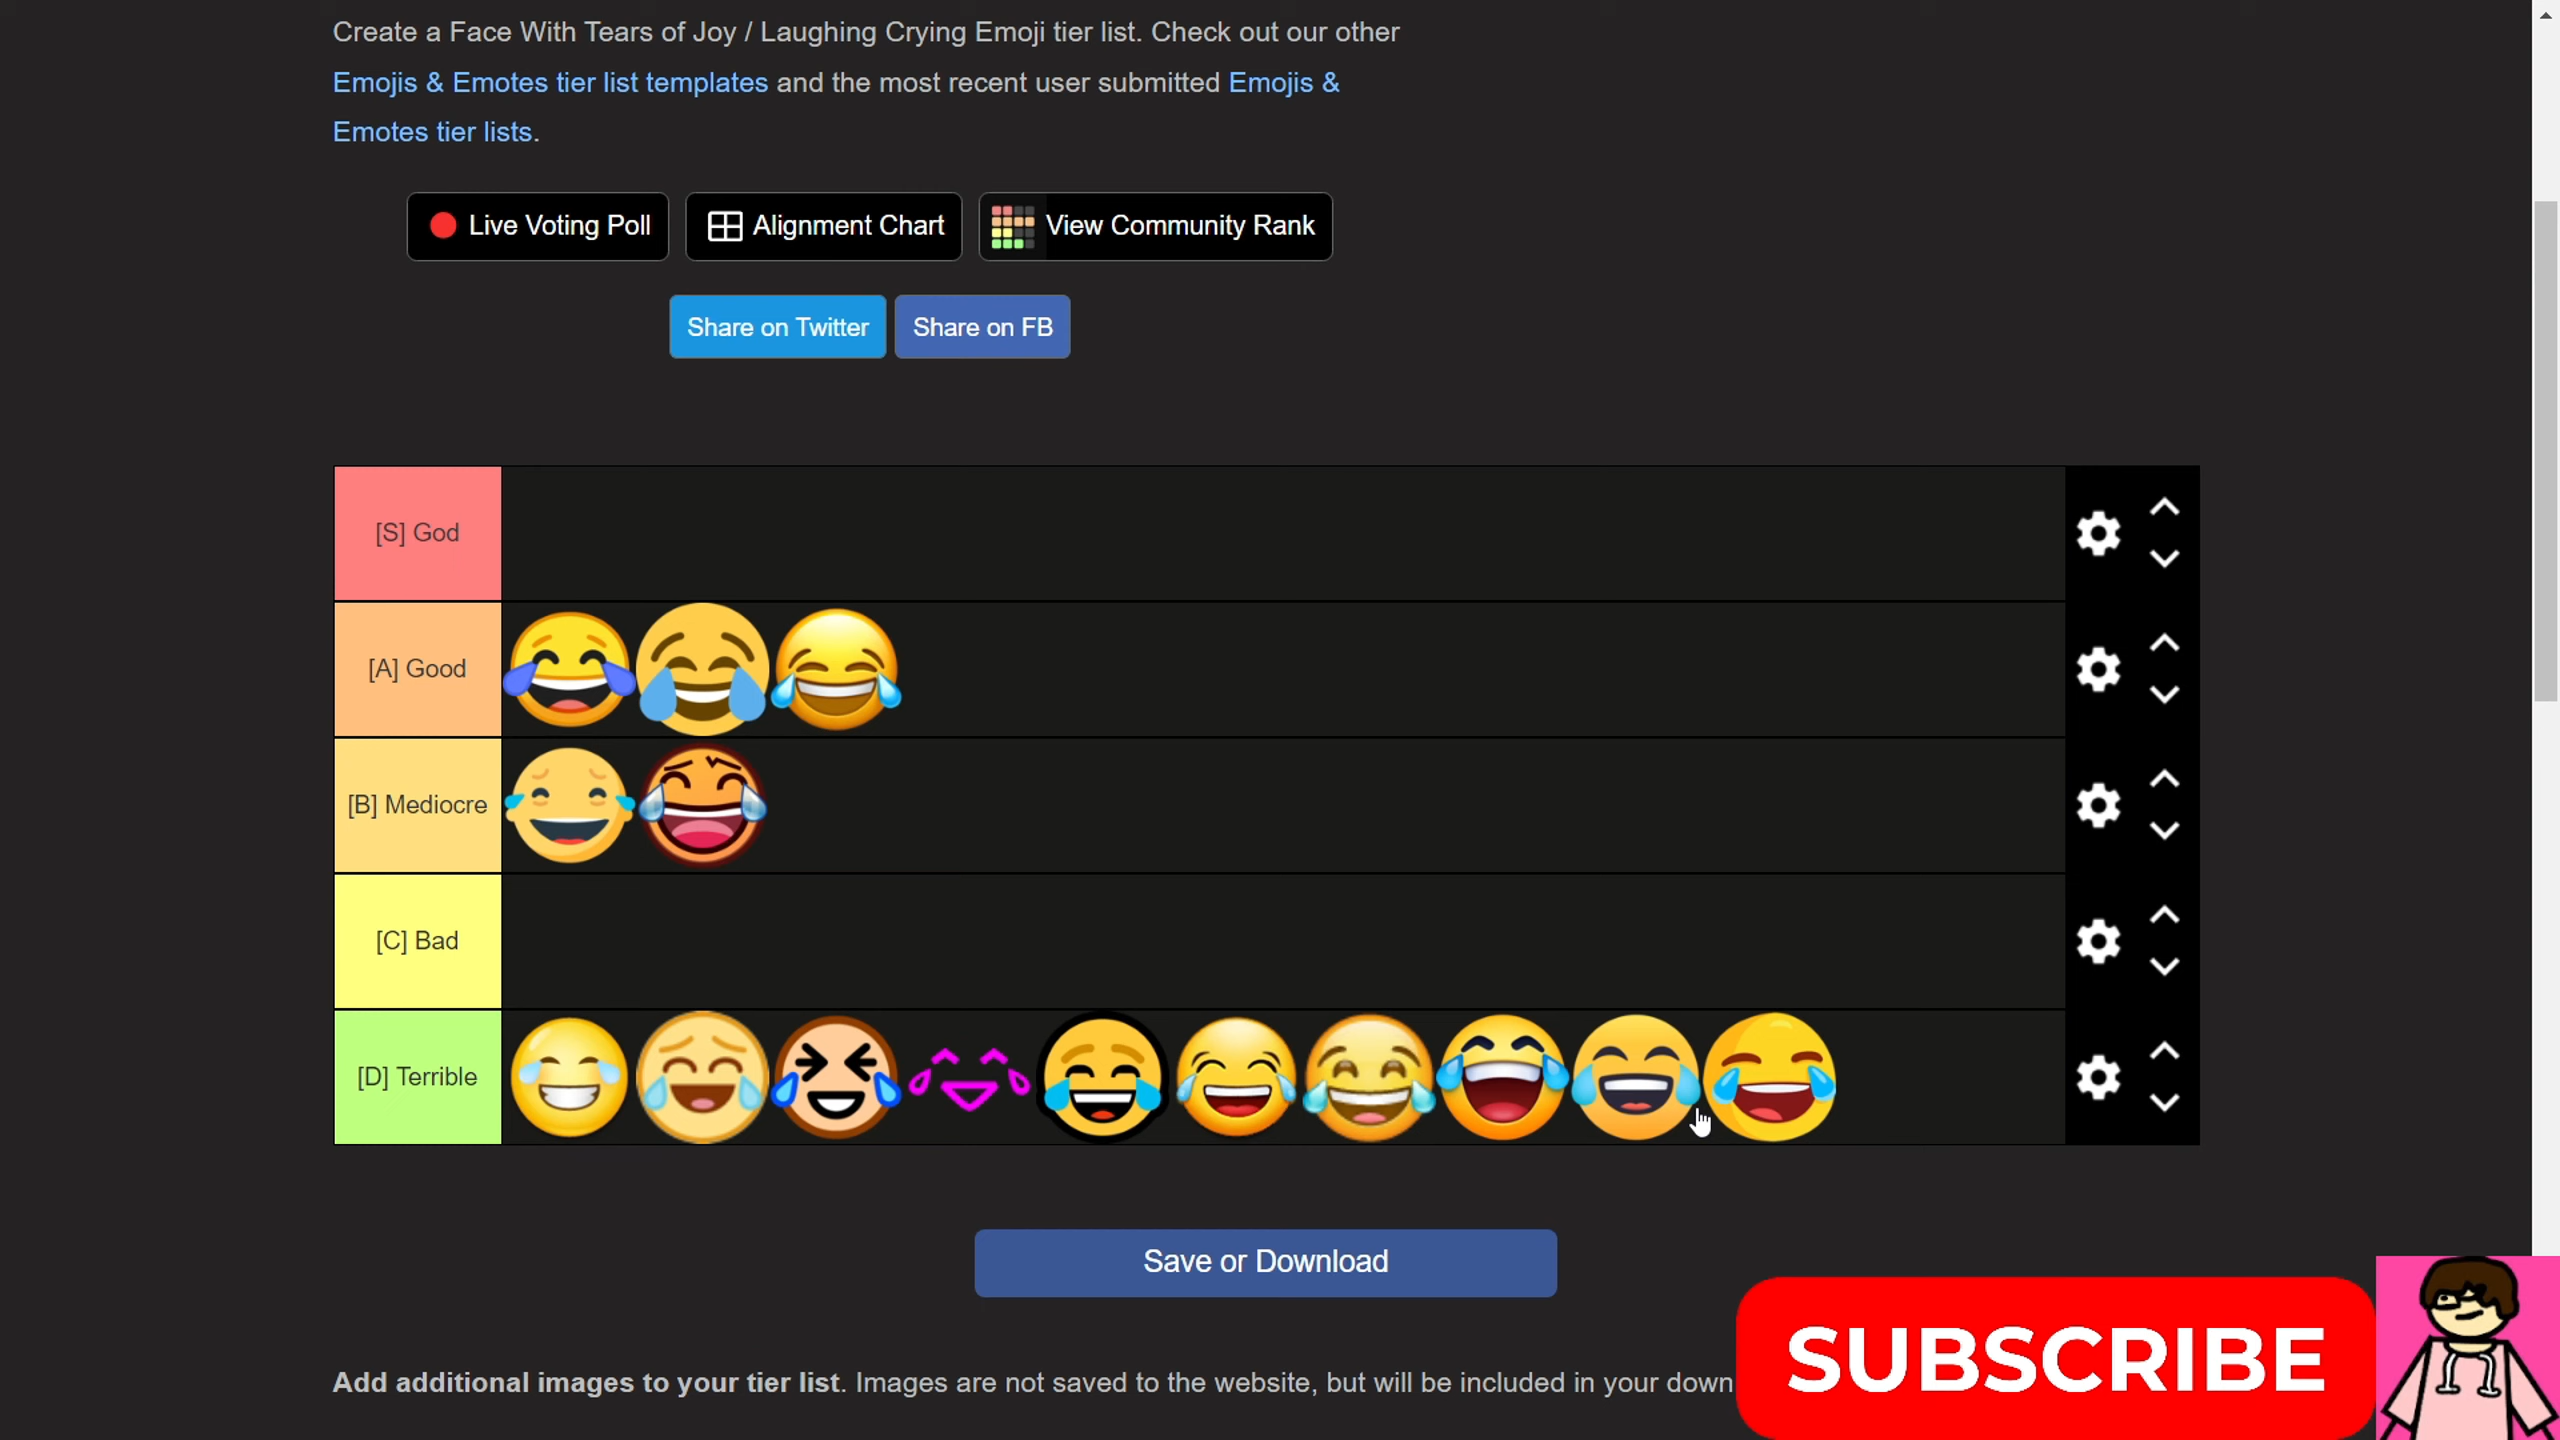 Create a Face With Tears of Joy / Laughing Crying Emoji tier list. Check out our other
Emojis & Emotes tier list templates and the most recent user submitted Emojis &
Emotes tier lists.
Live Voting Poll
Alignment Chart
View Community Rank
Share on Twitter
Share on FB
[S] God
[A] Good
[B] Mediocre
[C] Bad
[D] Terrible
Save or Download
Add additional images to your tier list. Images are not saved to the website, but will be included in your down
SUBSCRIBE